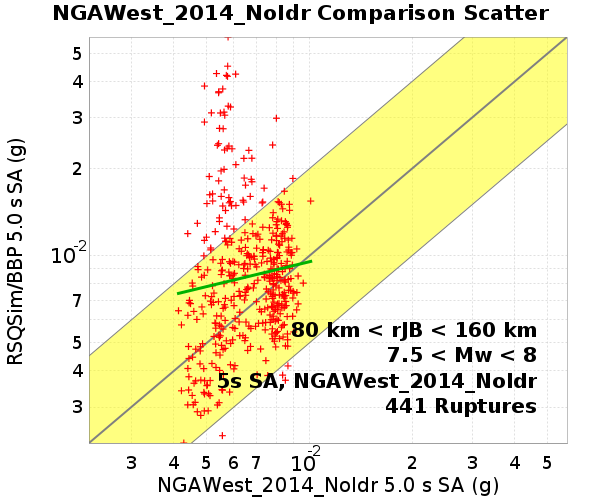 NGAWest_2014_NoIdr Comparison Scatter
RSQSim/BBP 5.0 s SA (g)
5
4
3
2
10-2
7
5
4
3
80 km < rJB < 160 km
7.5 < Mw < 8
5s SA, NGAWest_2014_NoIdr
441 Ruptures
3 4 5 6 7 10-2 2 3 4 5
NGAWest_2014_NoIdr 5.0 s SA (g)